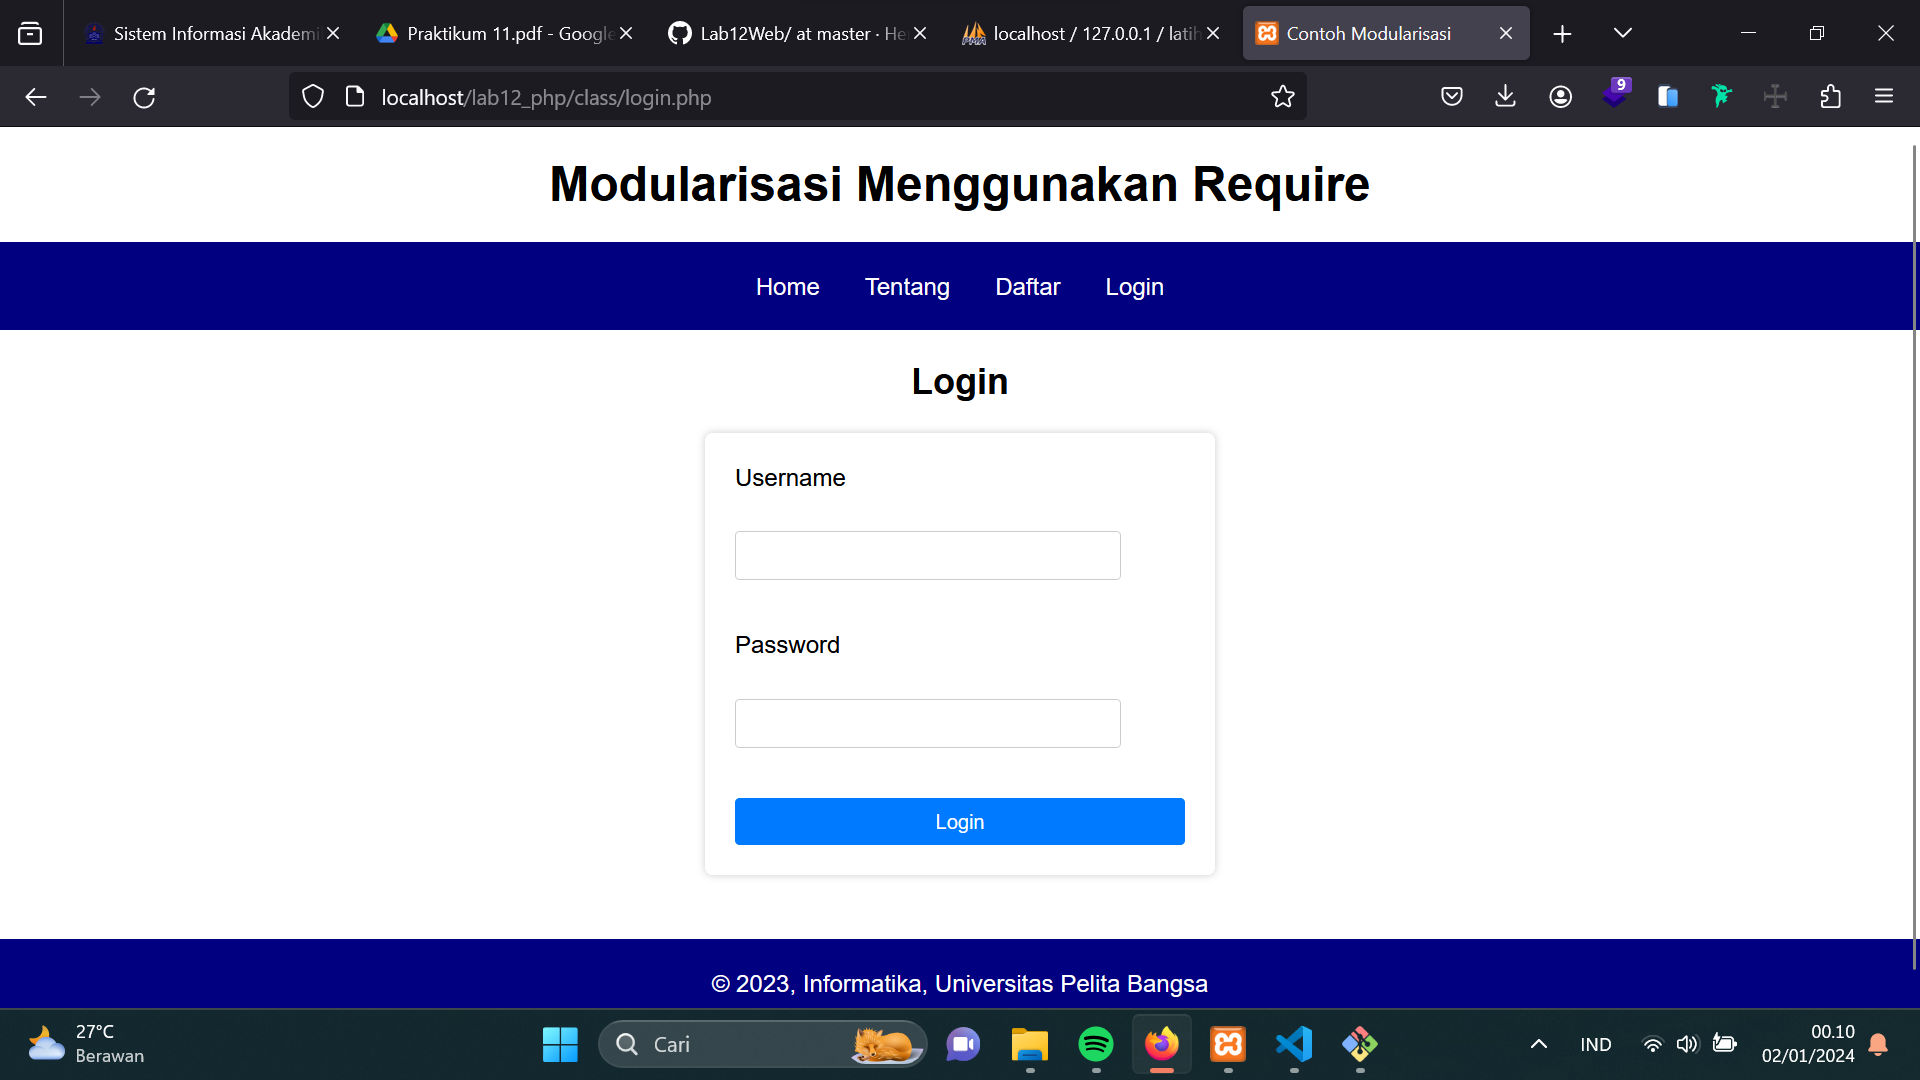 Sistem Informasi Akademi
Praktikum 11.pdf - Google
Lab12Web/ at master · He
localhost / 127.0.0.1 / latih
Contoh Modularisasi
localhost/lab12_php/class/login.php
9
Modularisasi Menggunakan Require
Home Tentang Daftar Login
Login
Username
Password
Login
© 2023, Informatika, Universitas Pelita Bangsa
27°C
Berawan
Cari
IND
00.10
02/01/2024